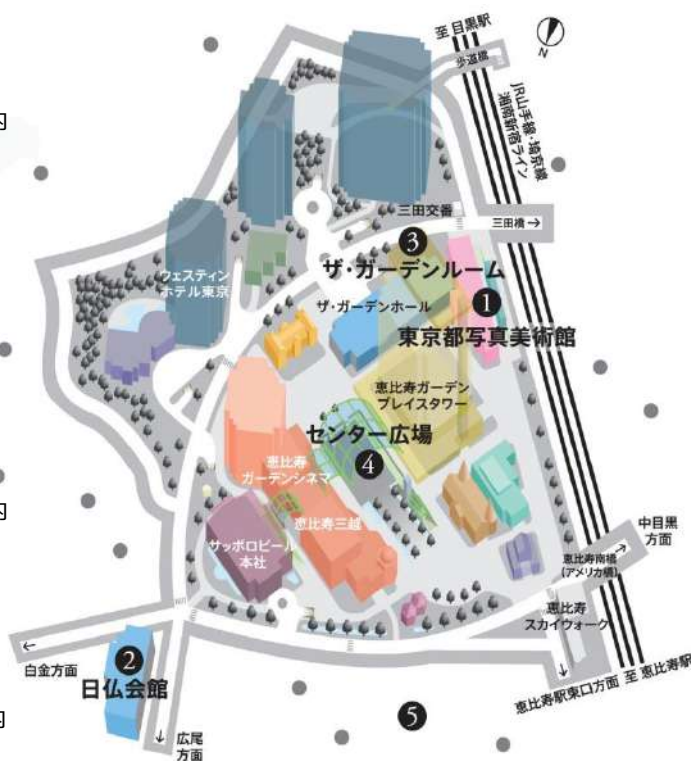 至 目黒駅
N
歩道橋
JR山手線・埼京線
湘南新宿ライン
内
三田交番
三田橋→
3
ザ・ガーデンルーム
ウェスティン
ホテル東京
ザ・ガーデンホール
1
東京都写真美術館
恵比寿ガーデン
プレイスタワー
センター広場
4
恵比寿
ガーデンシネマ
恵比寿三越
サッポロビール
本社
内
中目黒
方面
恵比寿南橋
(アメリカ橋)
恵比寿
スカイウォーク
←
白金方面
2
日仏会館
恵比寿駅東口方面
至 恵比寿駅
5
内
広尾
方面